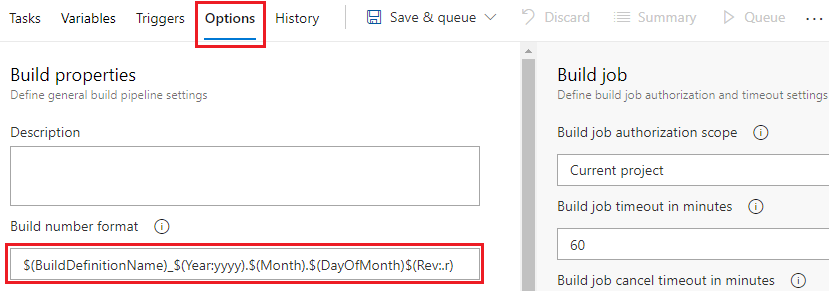 Tasks Variables Triggers Options History Save & queue Discard Summary Queue ...
Build properties
Define general build pipeline settings
Description
Build number format
$(BuildDefinitionName)_$(Year:yyyy).$(Month).$(DayOfMonth)$(Rev:.r)
Build job
Define build job authorization and timeout settings
Build job authorization scope
Current project
Build job timeout in minutes
60
Build job cancel timeout in minutes